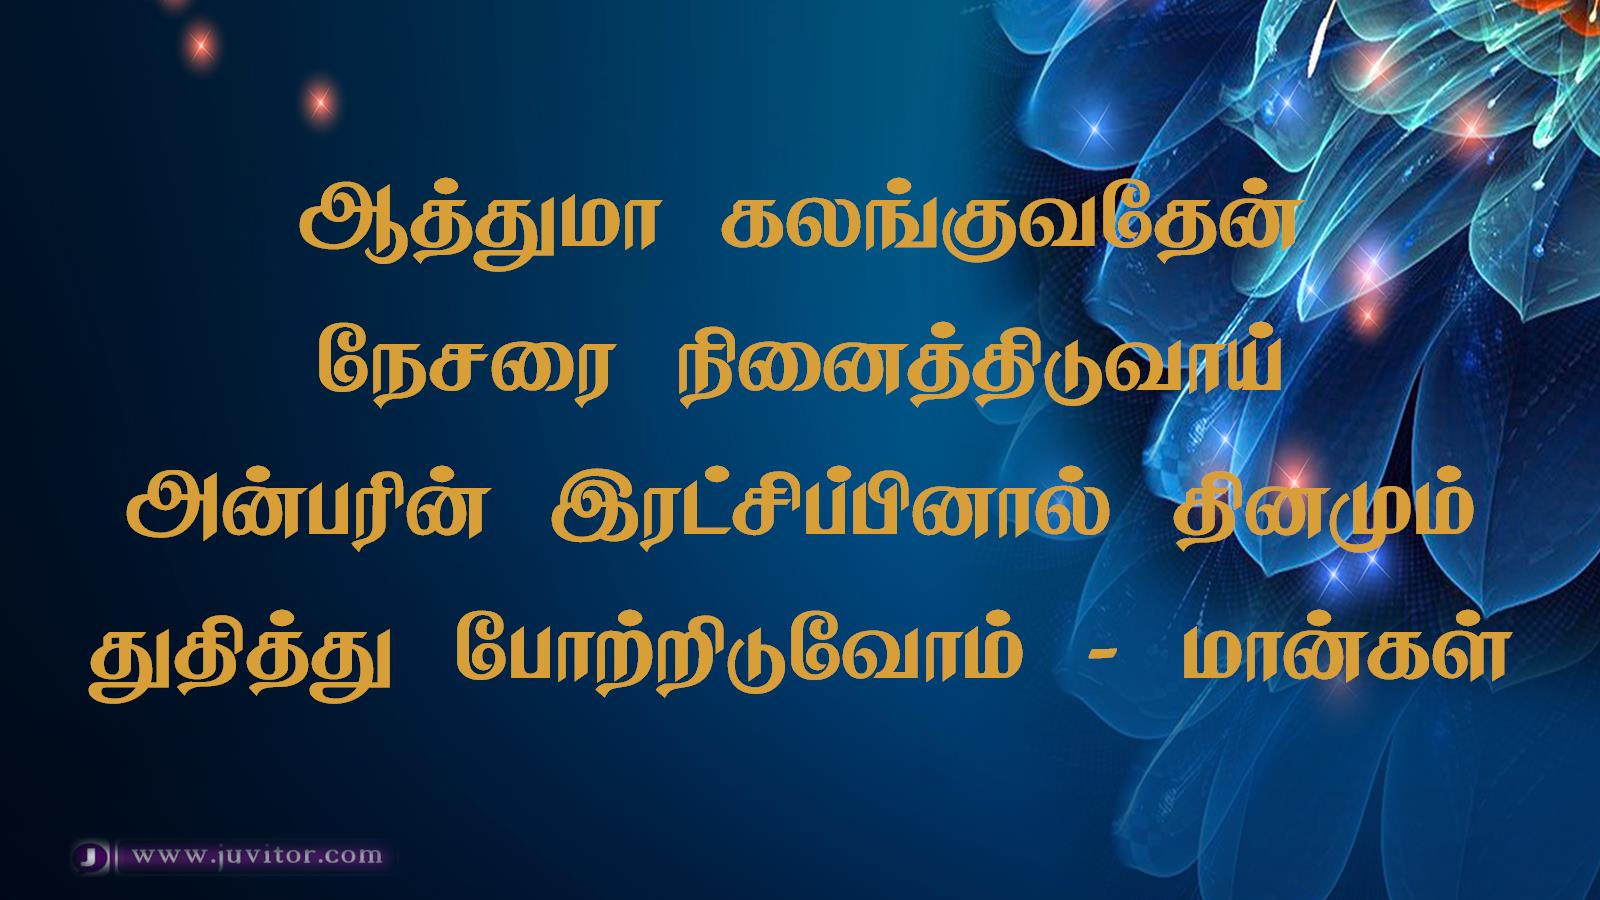 ஆத்துமா கலங்குவதேன்
நேசரை நினைத்திடுவாய்
அன்பரின் இரட்சிப்பினால் தினமும்
துதித்து போற்றிடுவோம் - மான்கள்
J www.juvitor.com